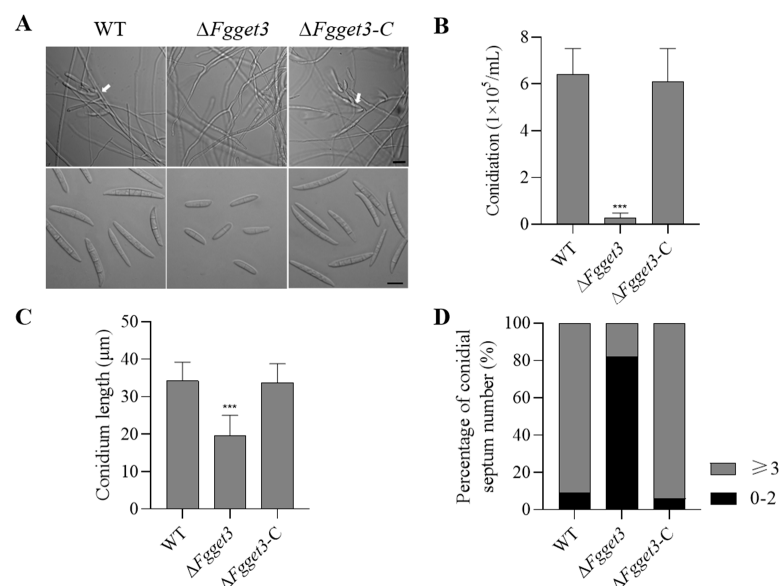 A
WT
ΔFgget3
ΔFgget3-C
B
Conidiation (1×10⁵/mL)
8
6
4
2
0
***
WT
ΔFgget3
ΔFgget3-C
C
Conidium length (μm)
50
40
30
20
10
0
***
WT
ΔFgget3
ΔFgget3-C
D
Percentage of conidial
septum number (%)
100
80
60
40
20
0
WT
ΔFgget3
ΔFgget3-C
⩾3
0-2